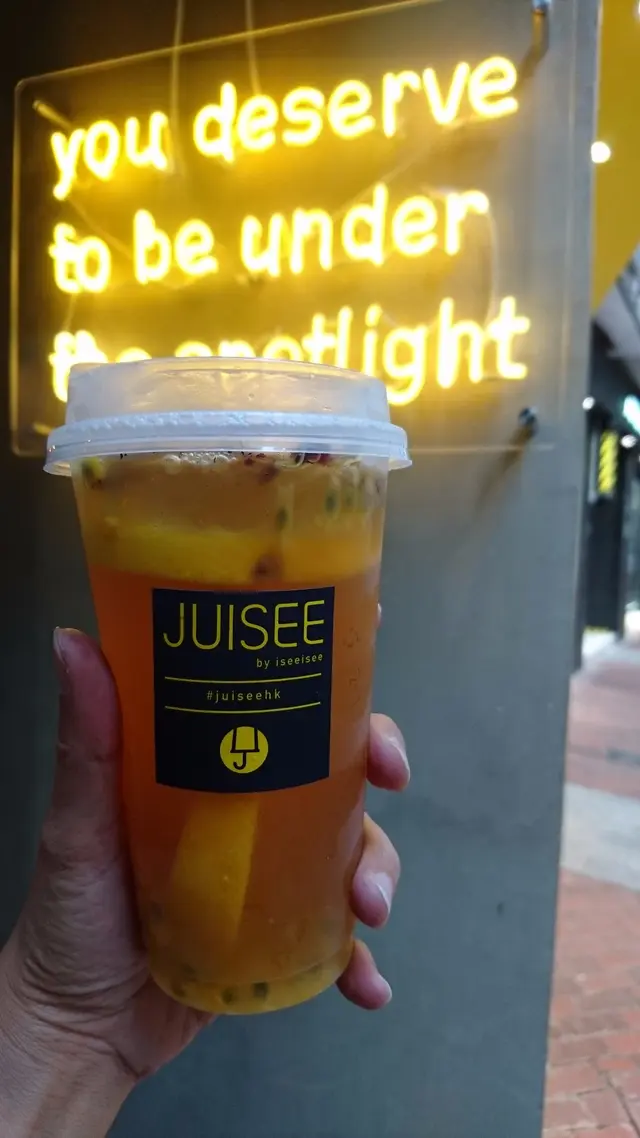 you deserve
to be under
the spotlight
JUISEE
by iseeisee
#juiseehk